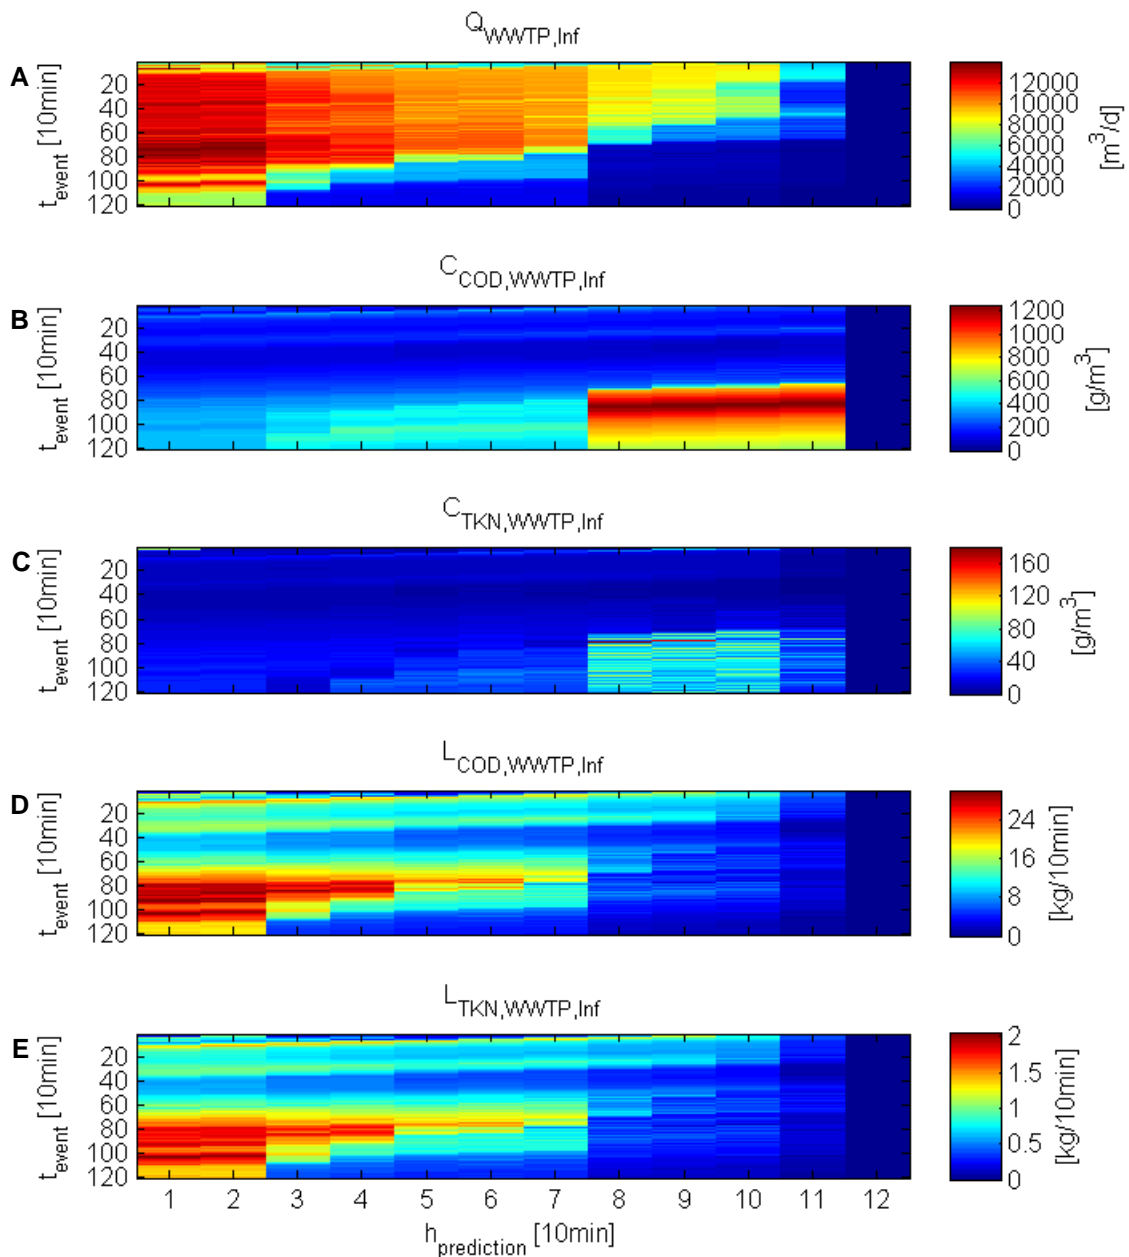 Q_WWTP,Inf
A
t_event [10min]
20
40
60
80
100
120
12000
10000
8000
6000
4000
2000
0
[m³/d]
C_COD,WWTP,Inf
B
t_event [10min]
20
40
60
80
100
120
1200
1000
800
600
400
200
0
[g/m³]
C_TKN,WWTP,Inf
C
t_event [10min]
20
40
60
80
100
120
160
120
80
40
0
[g/m³]
L_COD,WWTP,Inf
D
t_event [10min]
20
40
60
80
100
120
24
16
8
0
[kg/10min]
L_TKN,WWTP,Inf
E
t_event [10min]
20
40
60
80
100
120
2
1.5
1
0.5
0
[kg/10min]
1 2 3 4 5 6 7 8 9 10 11 12
h_prediction [10min]